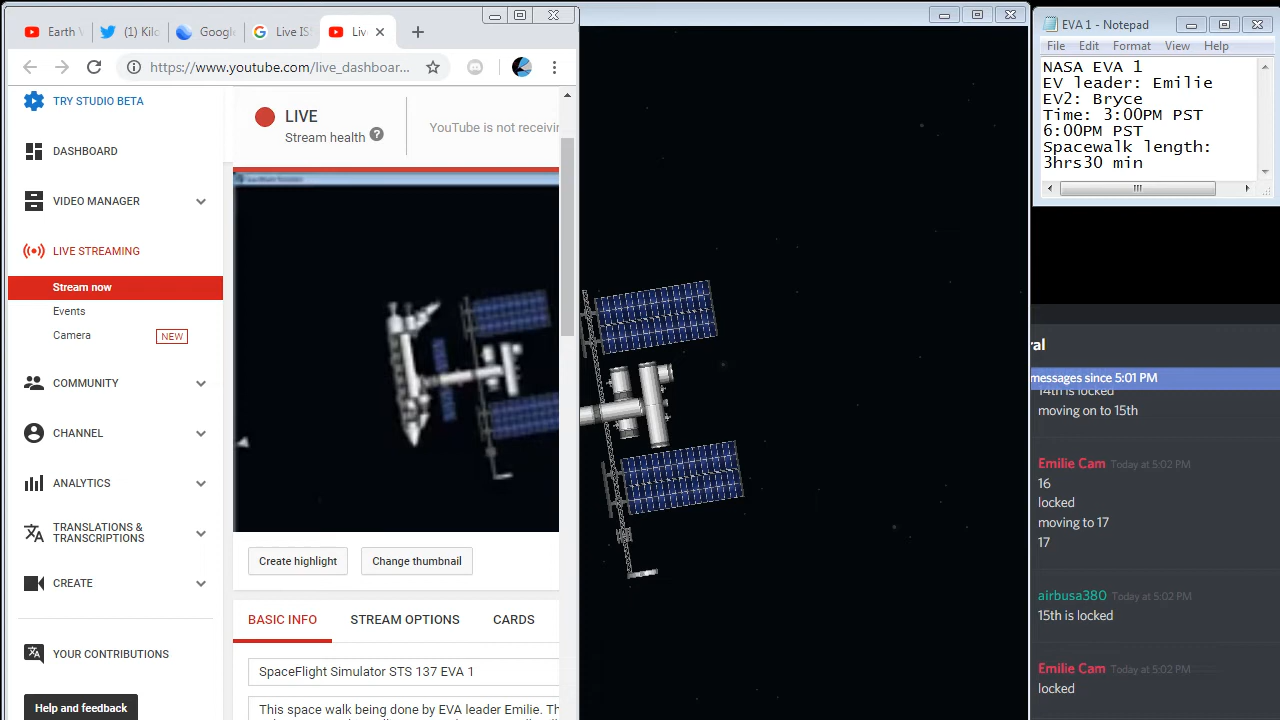 Earth
(1) Kilo
Google
Live IS
Liv
https://www.youtube.com/live_dashboar...
TRY STUDIO BETA
DASHBOARD
VIDEO MANAGER
LIVE STREAMING
Stream now
Events
Camera
NEW
COMMUNITY
CHANNEL
ANALYTICS
TRANSLATIONS &
TRANSCRIPTIONS
CREATE
YOUR CONTRIBUTIONS
Help and feedback
LIVE
Stream health ?
YouTube is not receivin
Create highlight
Change thumbnail
BASIC INFO
STREAM OPTIONS
CARDS
SpaceFlight Simulator STS 137 EVA 1
This space walk being done by EVA leader Emilie. Th
EVA 1 - Notepad
File Edit Format View Help
NASA EVA 1
EV leader: Emilie
EV2: Bryce
Time: 3:00PM PST
6:00PM PST
Spacewalk length:
3hrs30 min
ral
messages since 5:01 PM
14th is locked
moving on to 15th
Emilie Cam Today at 5:02 PM
16
locked
moving to 17
17
airbusa380 Today at 5:02 PM
15th is locked
Emilie Cam Today at 5:02 PM
locked